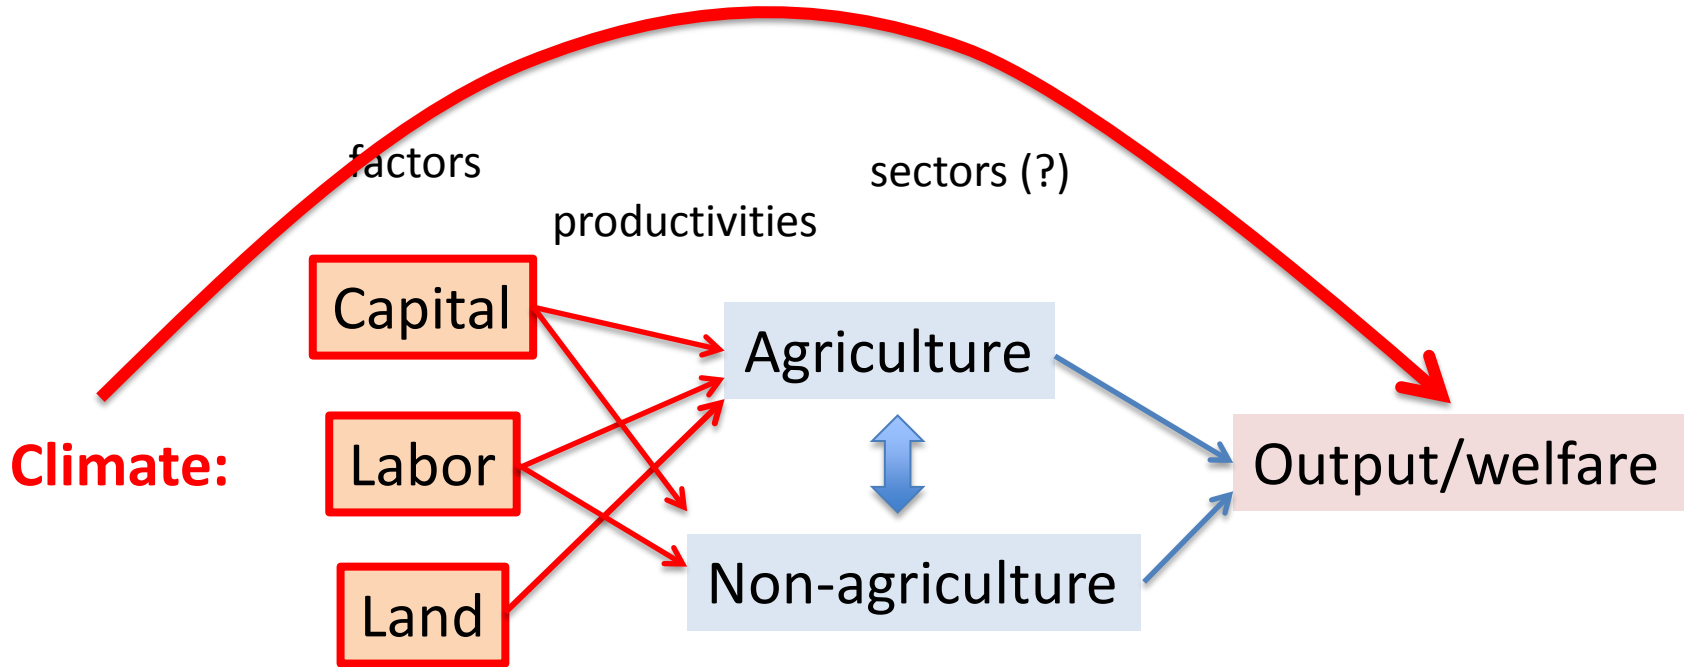 factors
sectors (?)
productivities
Capital
Agriculture
Climate:
Labor
Output/welfare
Non-agriculture
Land